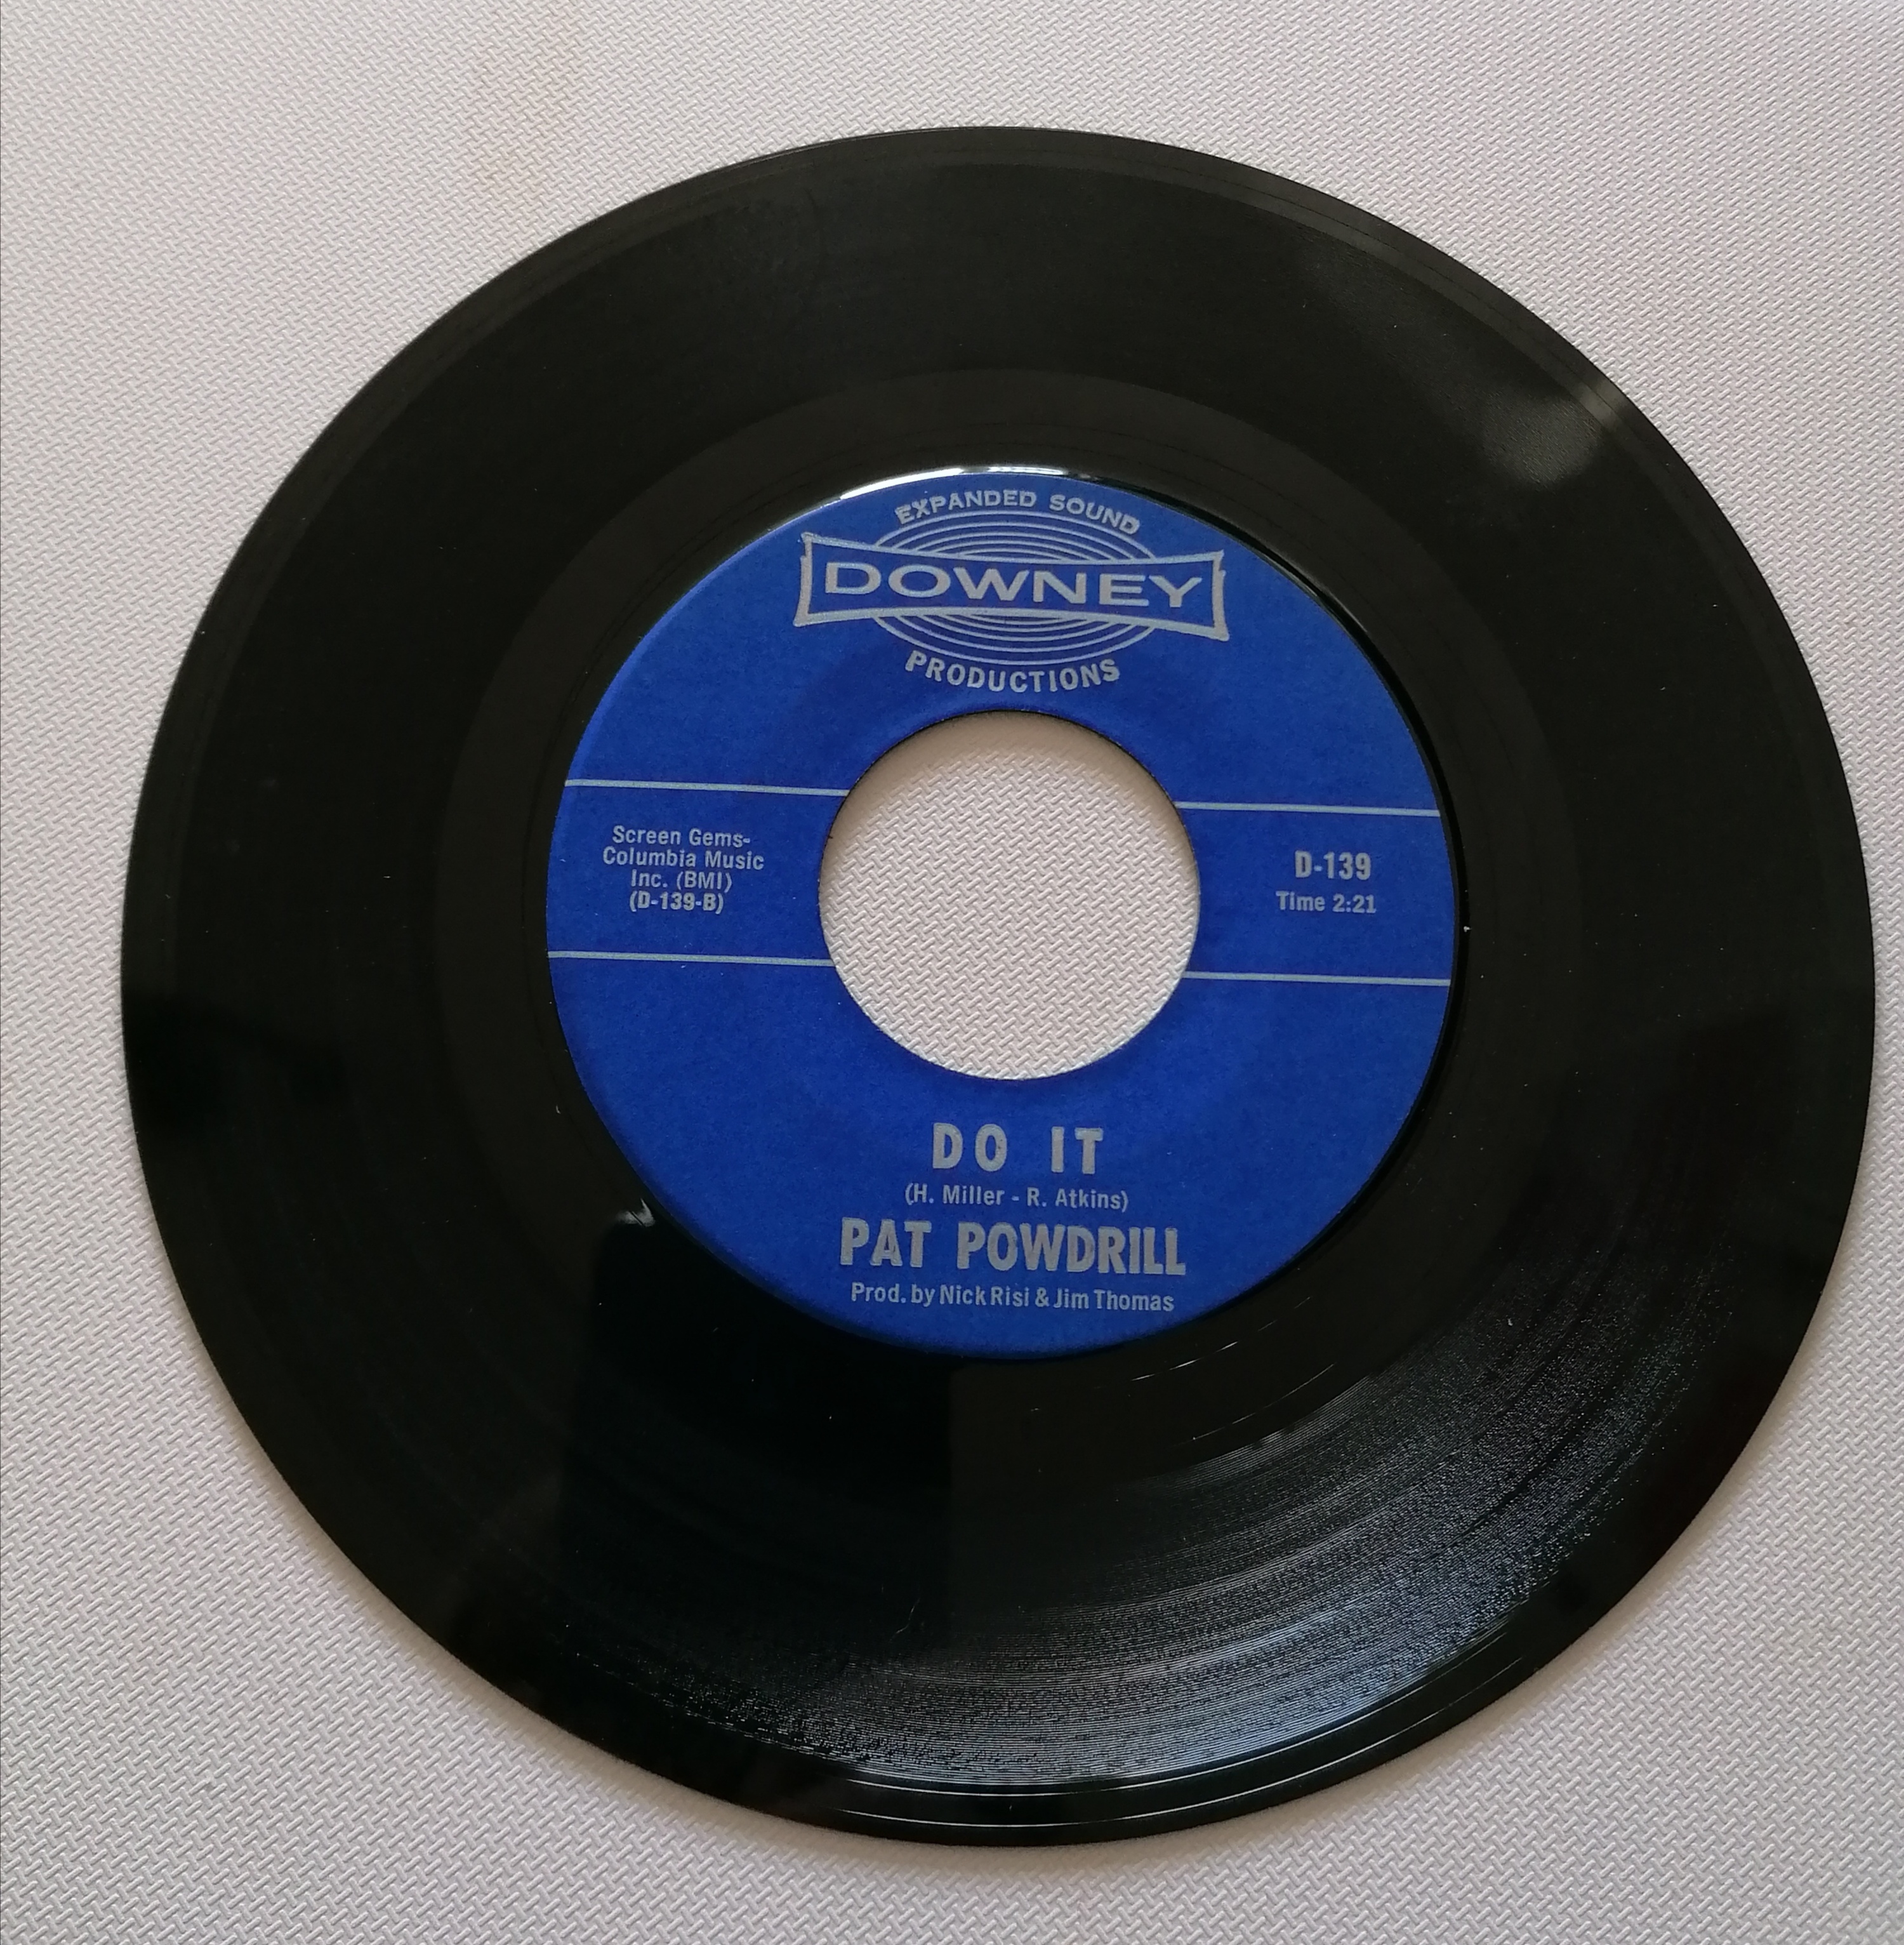 EXPANDED SOUND
DOWNEY
PRODUCTIONS
Screen Gems-
Columbia Music
Inc. (BMI)
(D-139-B)
D-139
Time 2:21
DO IT
(H. Miller - R. Atkins)
PAT POWDRILL
Prod. by Nick Risi & Jim Thomas